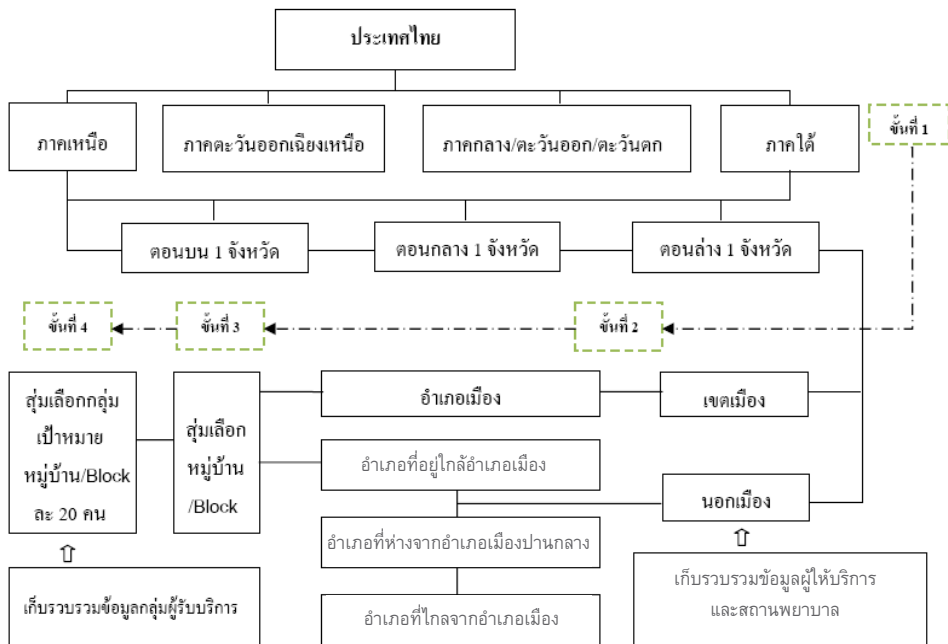 ประเทศไทย
ภาคเหนือ
ภาคตะวันออกเฉียงเหนือ
ภาคกลาง/ตะวันออก/ตะวันตก
ภาคใต้
ขั้นที่ 1
ตอนบน 1 จังหวัด
ตอนกลาง 1 จังหวัด
ตอนล่าง 1 จังหวัด
ขั้นที่ 4
ขั้นที่ 3
ขั้นที่ 2
สุ่มเลือกกลุ่ม
เป้าหมาย
หมู่บ้าน/Block
ละ 20 คน
สุ่มเลือก
หมู่บ้าน
/Block
อำเภอเมือง
เขตเมือง
อำเภอที่อยู่ใกล้อำเภอเมือง
นอกเมือง
อำเภอที่ห่างจากอำเภอเมืองปานกลาง
อำเภอที่ไกลจากอำเภอเมือง
เก็บรวบรวมข้อมูลกลุ่มผู้รับบริการ
เก็บรวบรวมข้อมูลผู้ให้บริการ
และสถานพยาบาล